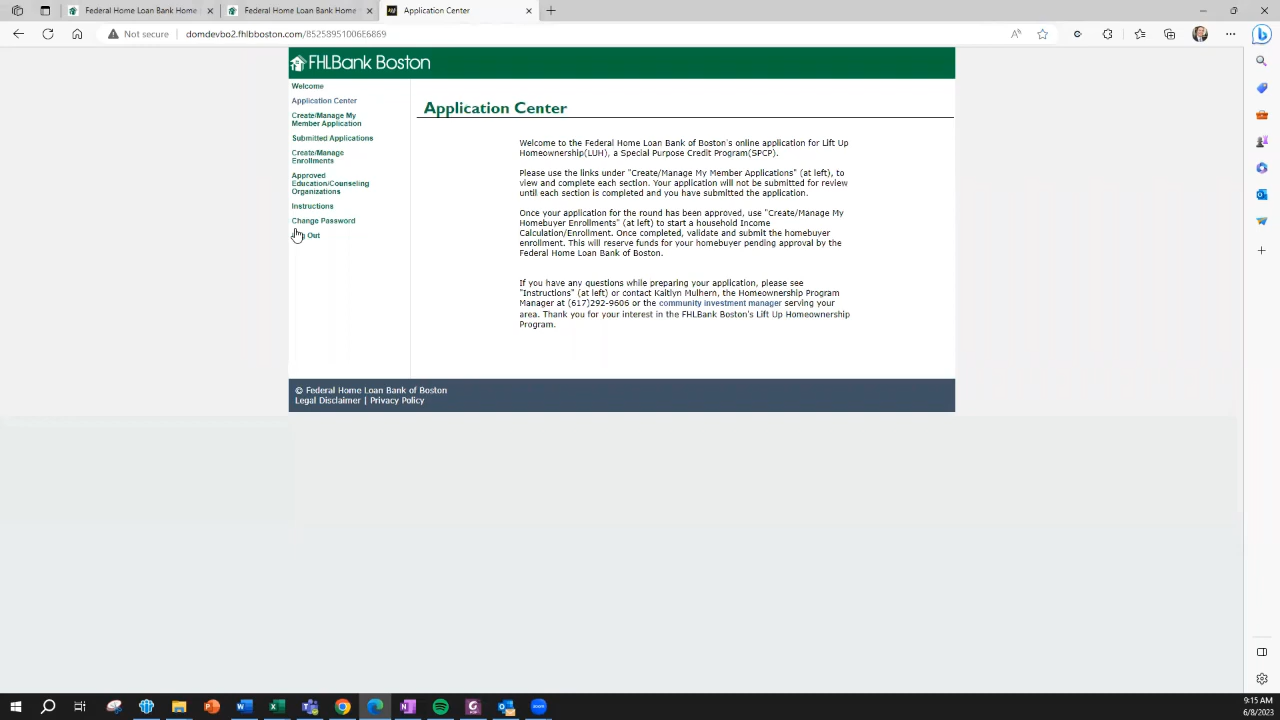 Federal Home Loan Bank Home
Federal Home Loan Bank of Boston
Application Center
Not secure
domdevbo2.fhlbboston.com/85258951006E6869
FHLBank Boston
Welcome
Application Center
Create/Manage My
Member Application
Submitted Applications
Create/Manage
Enrollments
Approved
Education/Counseling
Organizations
Instructions
Change Password
Out
Application Center
Welcome to the Federal Home Loan Bank of Boston's online application for Lift Up
Homeownership(LUH), a Special Purpose Credit Program(SPCP).
Please use the links under "Create/Manage My Member Applications" (at left), to
view and complete each section. Your application will not be submitted for review
until each section is completed and you have submitted the application.
Once your application for the round has been approved, use "Create/Manage My
Homebuyer Enrollments" (at left) to start a household Income
Calculation/Enrollment. Once completed, validate and submit the homebuyer
enrollment. This will reserve funds for your homebuyer pending approval by the
Federal Home Loan Bank of Boston.
If you have any questions while preparing your application, please see
"Instructions" (at left) or contact Kaitlyn Mulhern, the Homeownership Program
Manager at (617)292-9606 or the community investment manager serving your
area. Thank you for your interest in the FHLBank Boston's Lift Up Homeownership
Program.
© Federal Home Loan Bank of Boston
Legal Disclaimer | Privacy Policy
9:15 AM
6/8/2023